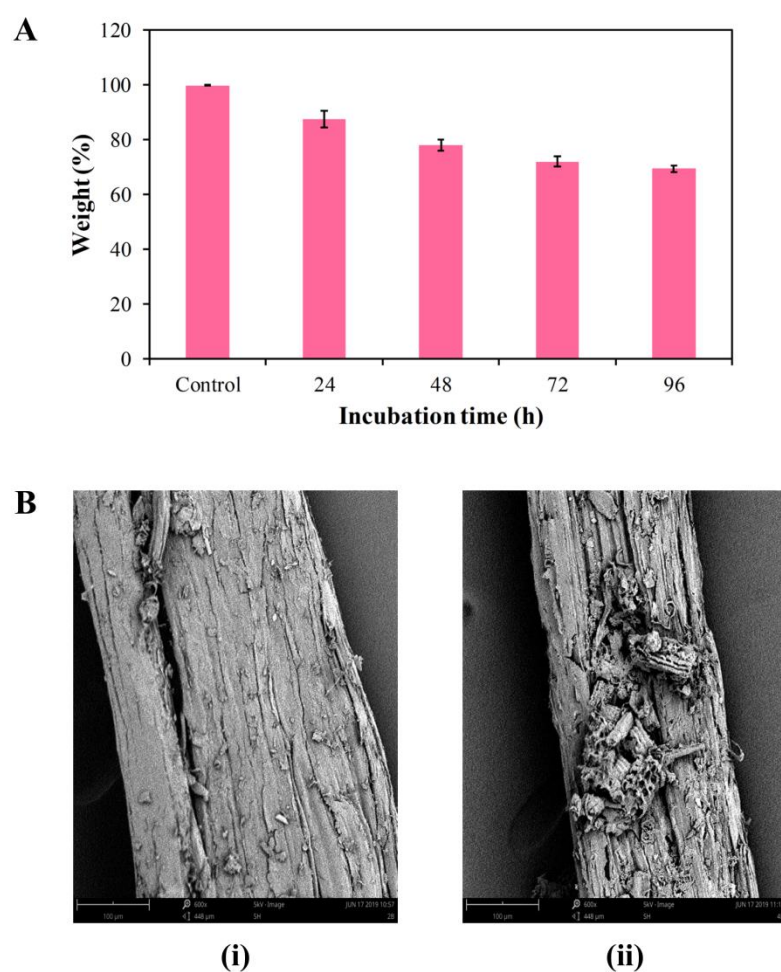 A
120
100
80
60
40
20
0
Weight (%)
Control 24 48 72 96
Incubation time (h)
B
100 µm 600x 448 µm 5kV - Image SH JUN 17 2019 10:57 2B
100 µm 600x 448 µm 5kV - Image SH
(i) (ii)